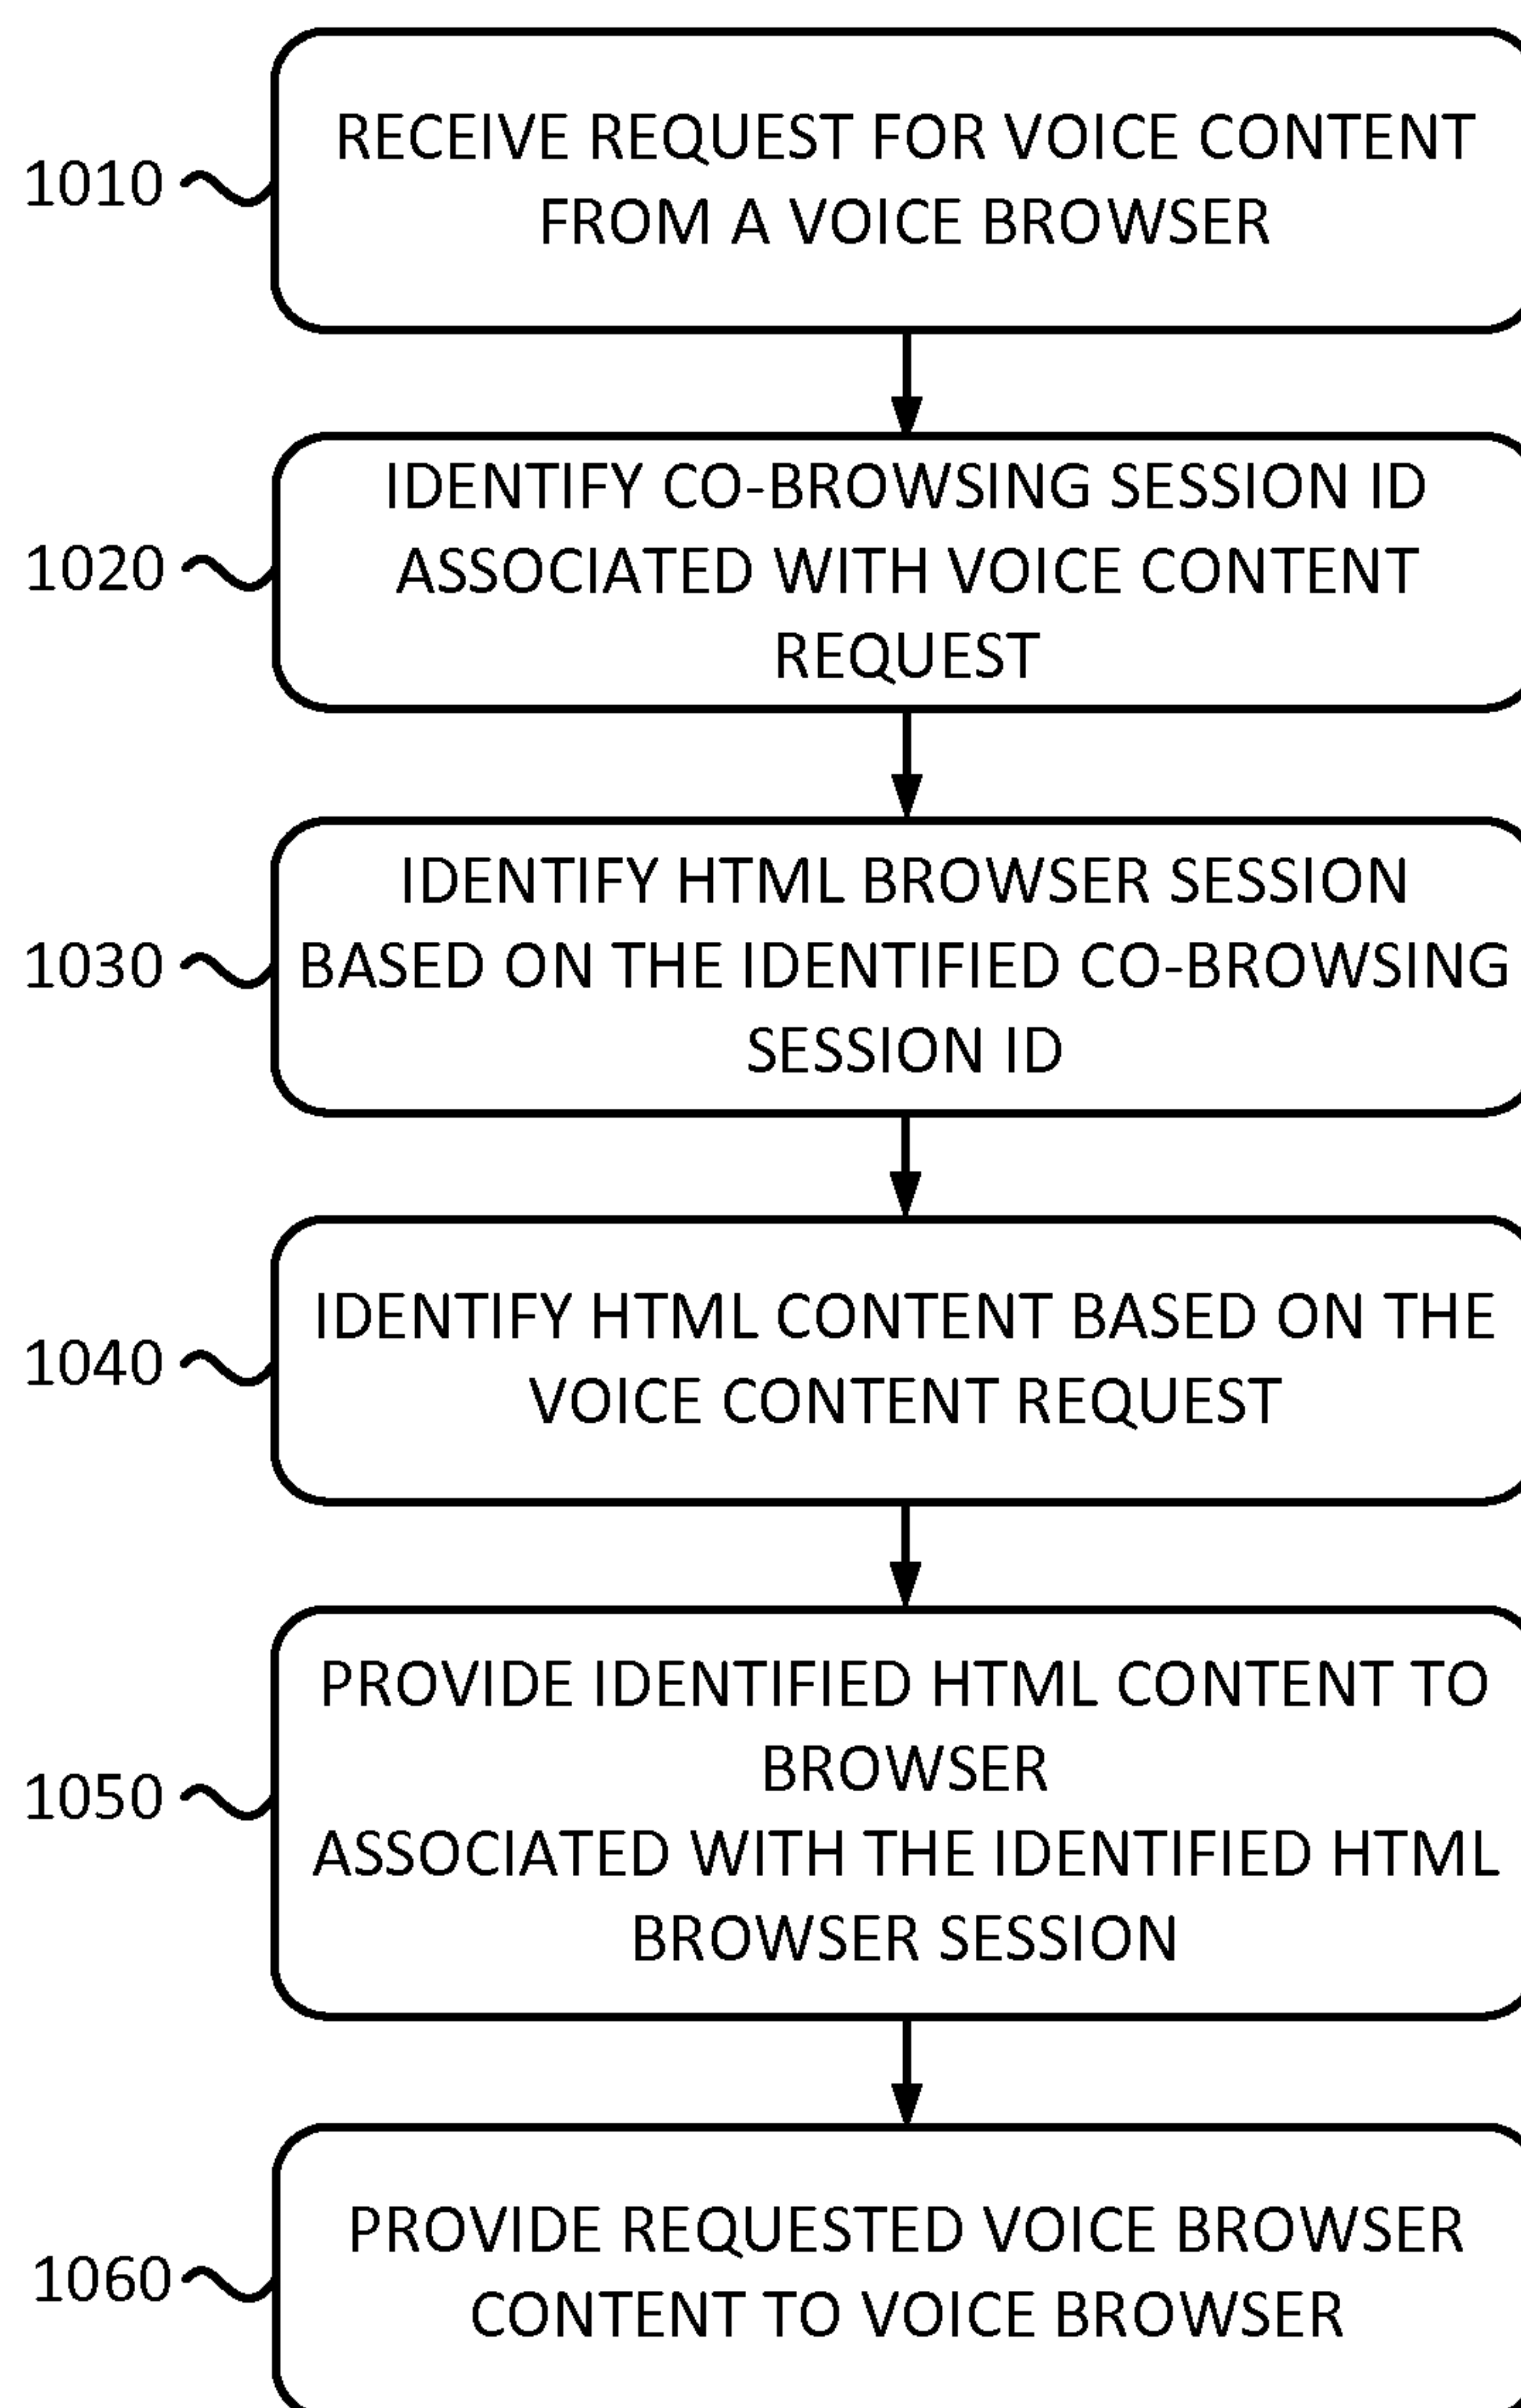 RECEIVE REQUEST FOR VOICE CONTENT
FROM A VOICE BROWSER
1010
IDENTIFY CO-BROWSING SESSION ID
ASSOCIATED WITH VOICE CONTENT
REQUEST
1020
IDENTIFY HTML BROWSER SESSION
BASED ON THE IDENTIFIED CO-BROWSING
SESSION ID
1030
IDENTIFY HTML CONTENT BASED ON THE
VOICE CONTENT REQUEST
1040
PROVIDE IDENTIFIED HTML CONTENT TO
BROWSER
ASSOCIATED WITH THE IDENTIFIED HTML
BROWSER SESSION
1050
PROVIDE REQUESTED VOICE BROWSER
CONTENT TO VOICE BROWSER
1060